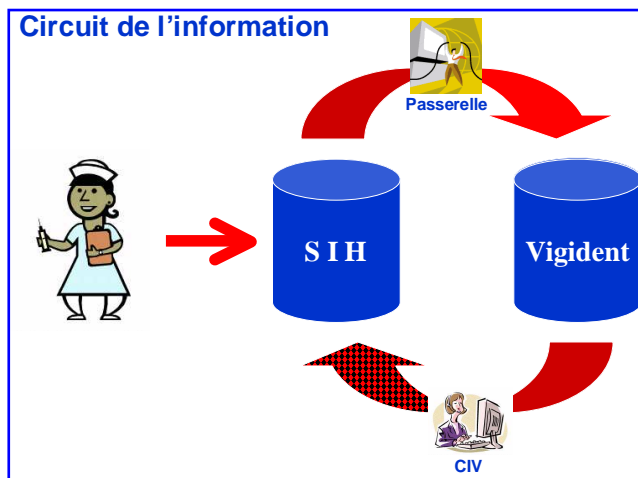 Circuit de l'information
Passerelle
S I H
Vigident
CIV